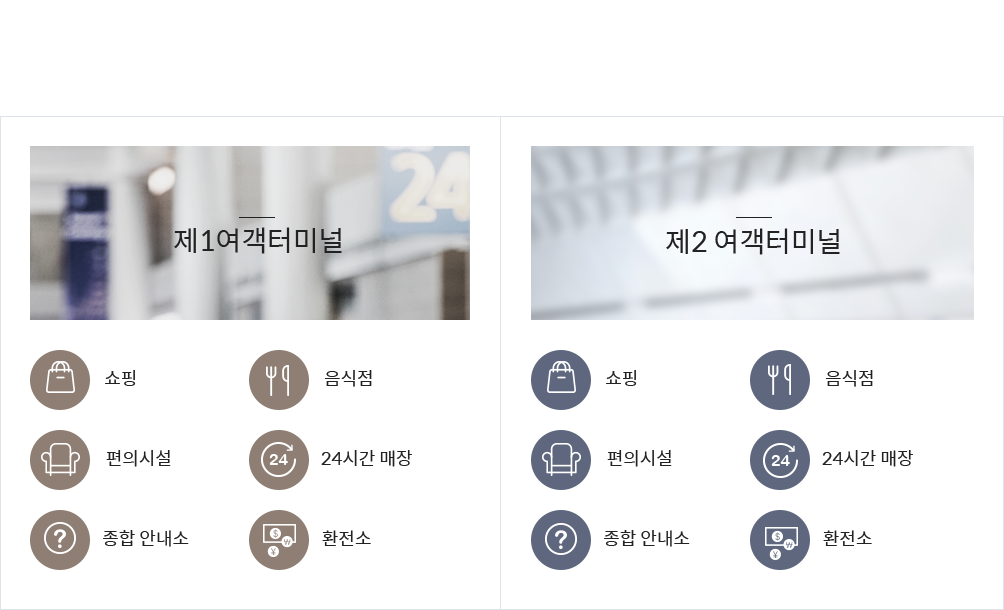 24
제1여객터미널
쇼핑
음식점
편의시설
24
24시간 매장
?
종합 안내소
$
₩
¥
환전소
제2 여객터미널
쇼핑
음식점
편의시설
24
24시간 매장
?
종합 안내소
$
₩
¥
환전소